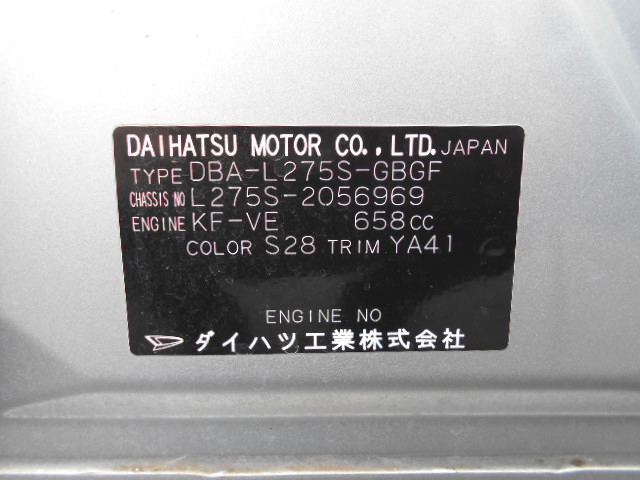 DAIHATSU MOTOR CO.,LTD. JAPAN
TYPE DBA-L275S-GBGF
CHASSIS NO L275S-2056969
ENGINE KF-VE 658CC
COLOR S28 TRIM YA41
ENGINE NO
ダイハツ工業株式会社